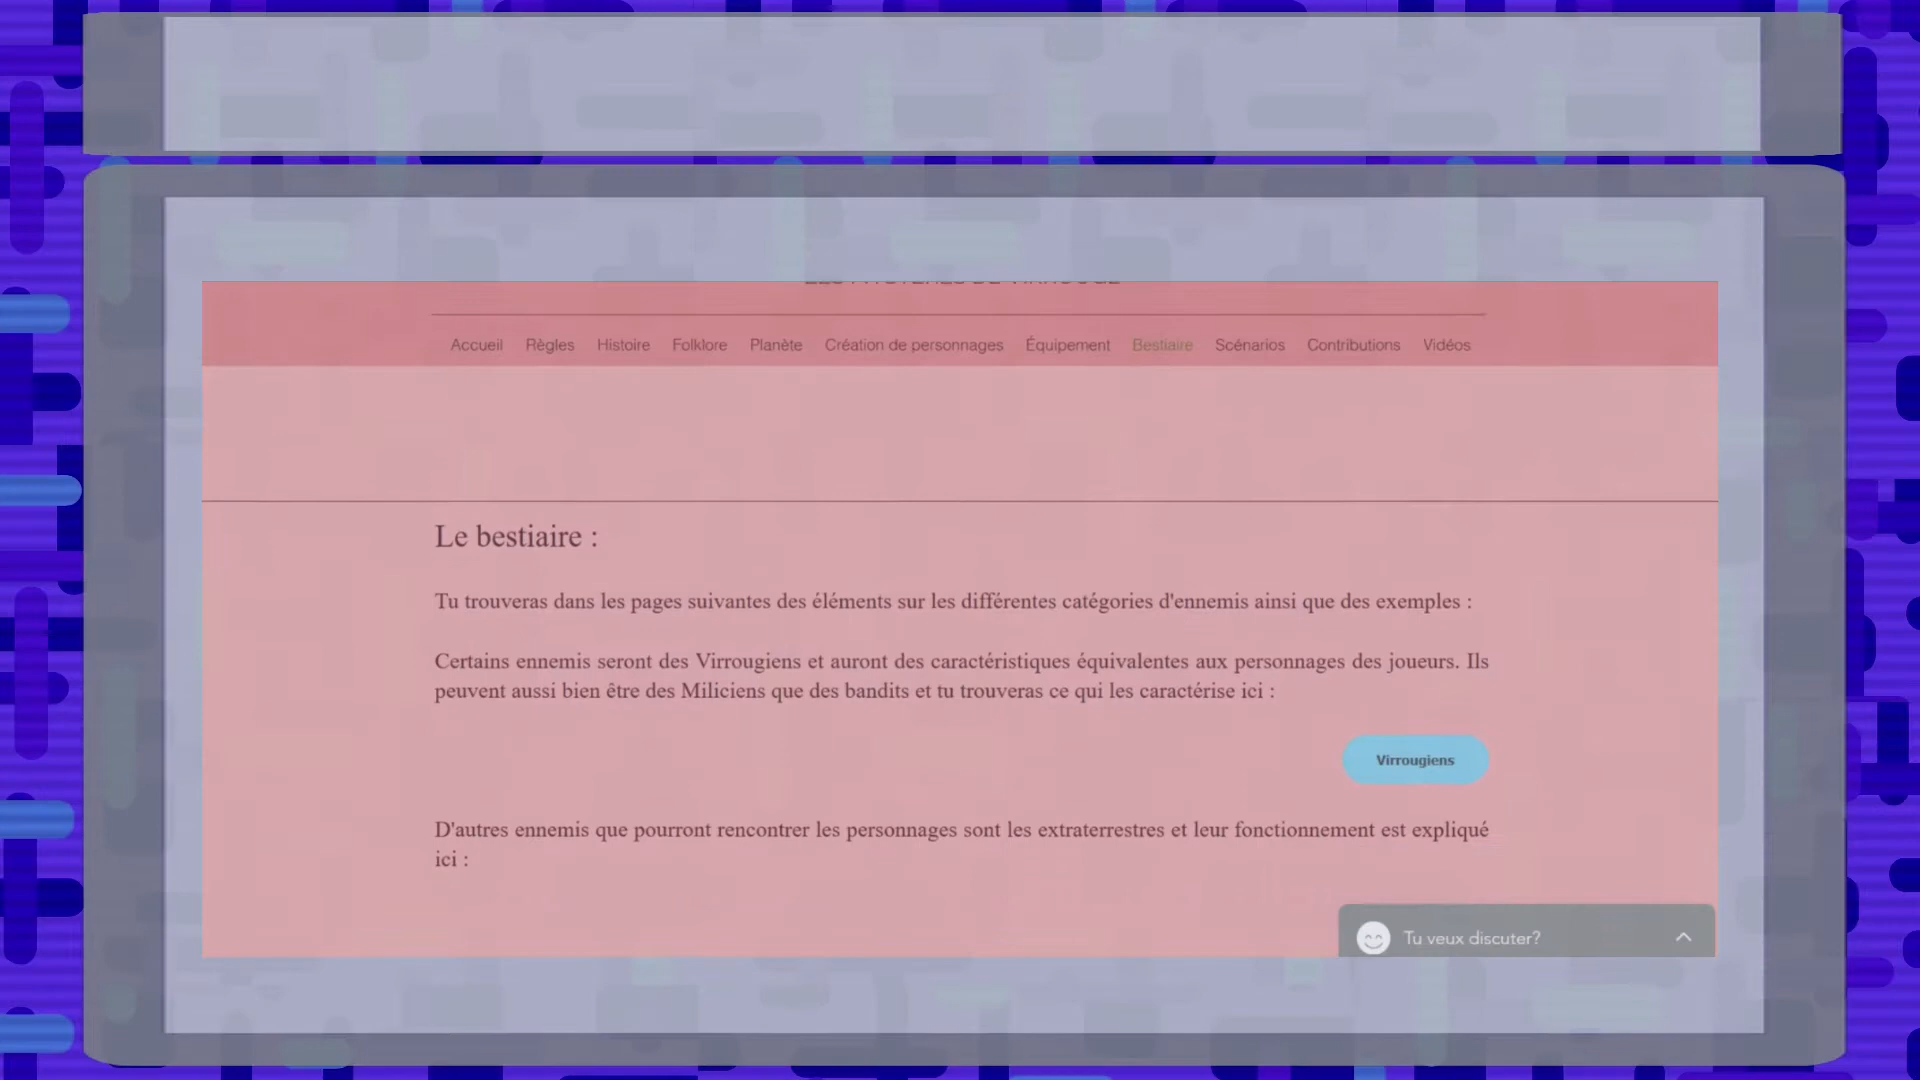 LES MYSTÈRES DE VIRROUGE
Accueil Règles Histoire Folklore Planète Création de personnages Équipement Bestiaire Scénarios Contributions Vidéos
Le bestiaire :
Tu trouveras dans les pages suivantes des éléments sur les différentes catégories d'ennemis ainsi que des exemples :
Certains ennemis seront des Virrougiens et auront des caractéristiques équivalentes aux personnages des joueurs. Ils
peuvent aussi bien être des Miliciens que des bandits et tu trouveras ce qui les caractérise ici :
Virrougiens
D'autres ennemis que pourront rencontrer les personnages sont les extraterrestres et leur fonctionnement est expliqué
ici :
Tu veux discuter?